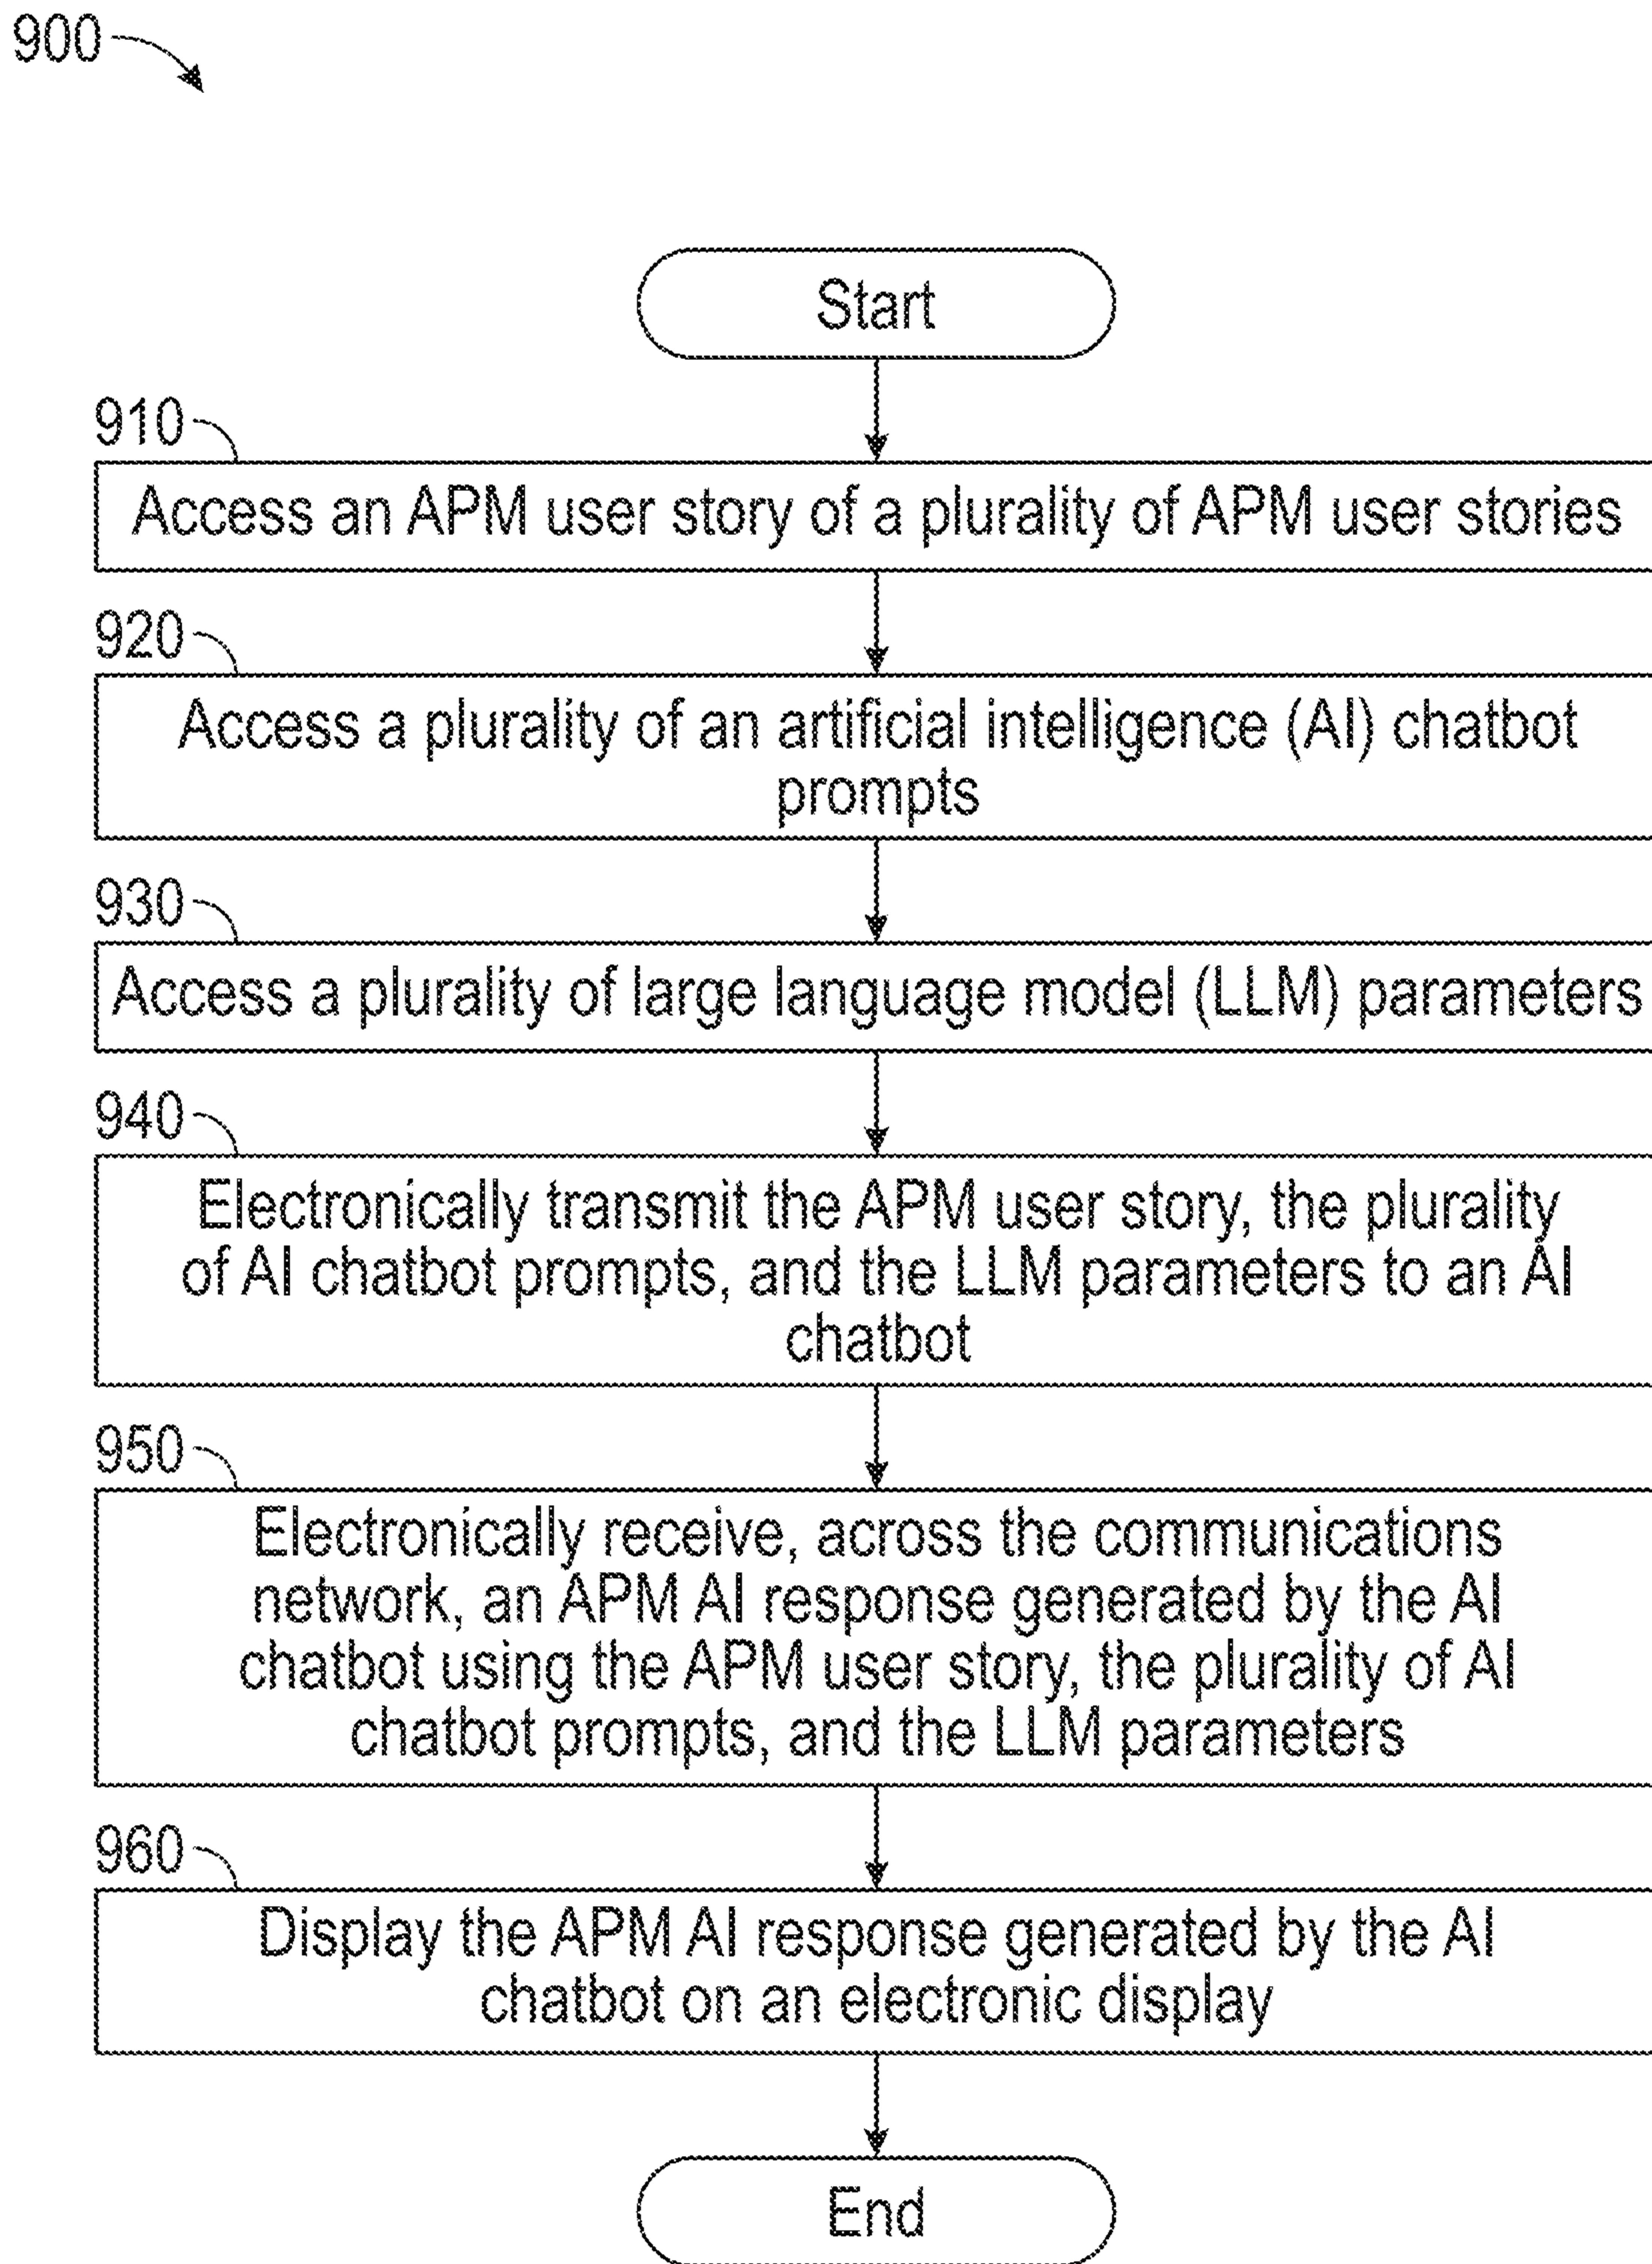 900
Start
910
Access an APM user story of a plurality of APM user stories
920
Access a plurality of an artificial intelligence (AI) chatbot
prompts
930
Access a plurality of large language model (LLM) parameters
940
Electronically transmit the APM user story, the plurality
of AI chatbot prompts, and the LLM parameters to an AI
chatbot
950
Electronically receive, across the communications
network, an APM AI response generated by the AI
chatbot using the APM user story, the plurality of AI
chatbot prompts, and the LLM parameters
960
Display the APM AI response generated by the AI
chatbot on an electronic display
End